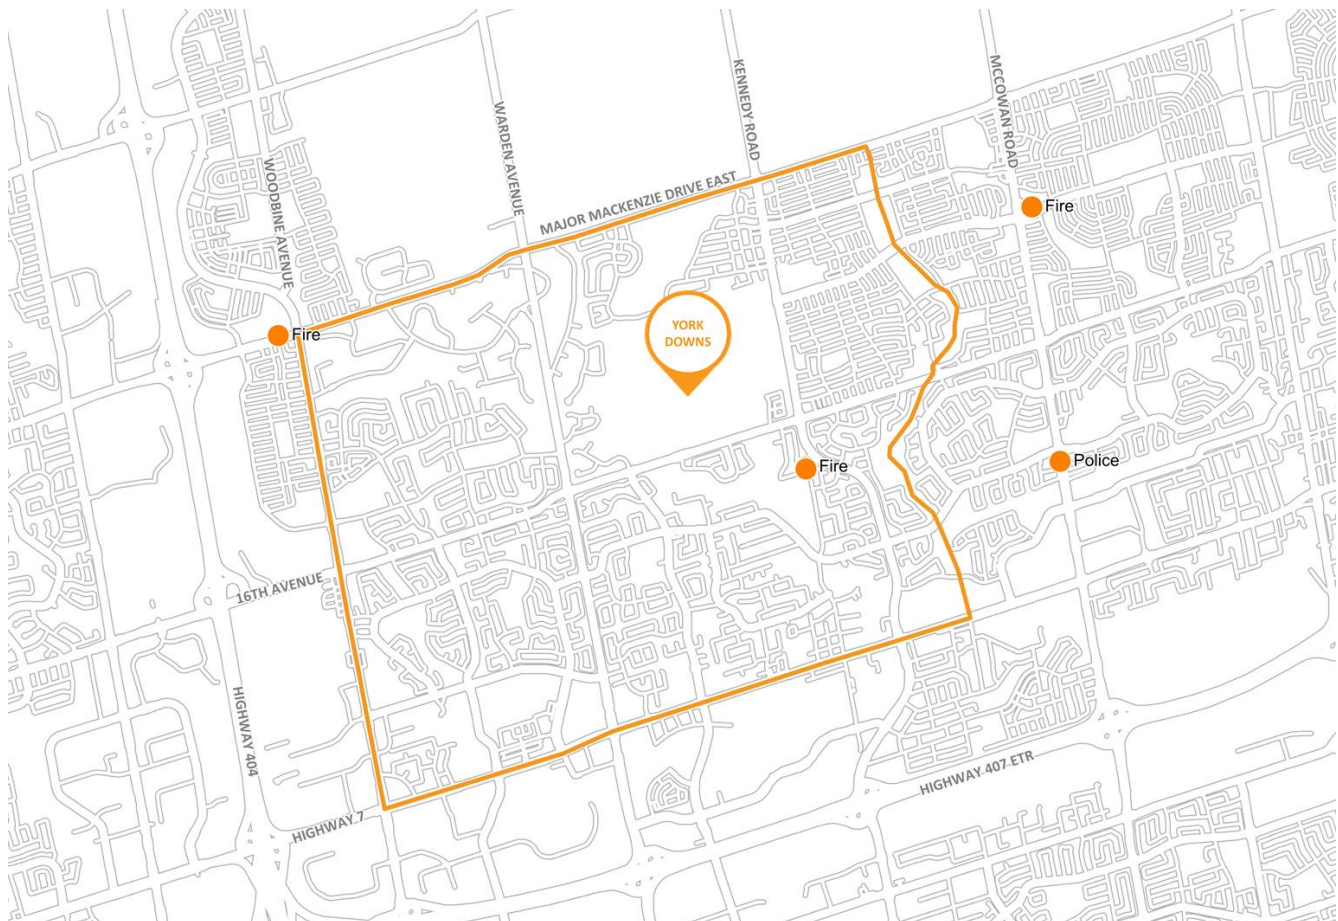 KENNEDY ROAD
MCCOWAN ROAD
WARDEN AVENUE
WOODBINE AVENUE
MAJOR MACKENZIE DRIVE EAST
Fire
Fire
YORK
DOWNS
Fire
Police
16TH AVENUE
HIGHWAY 404
HIGHWAY 407 ETR
HIGHWAY 7